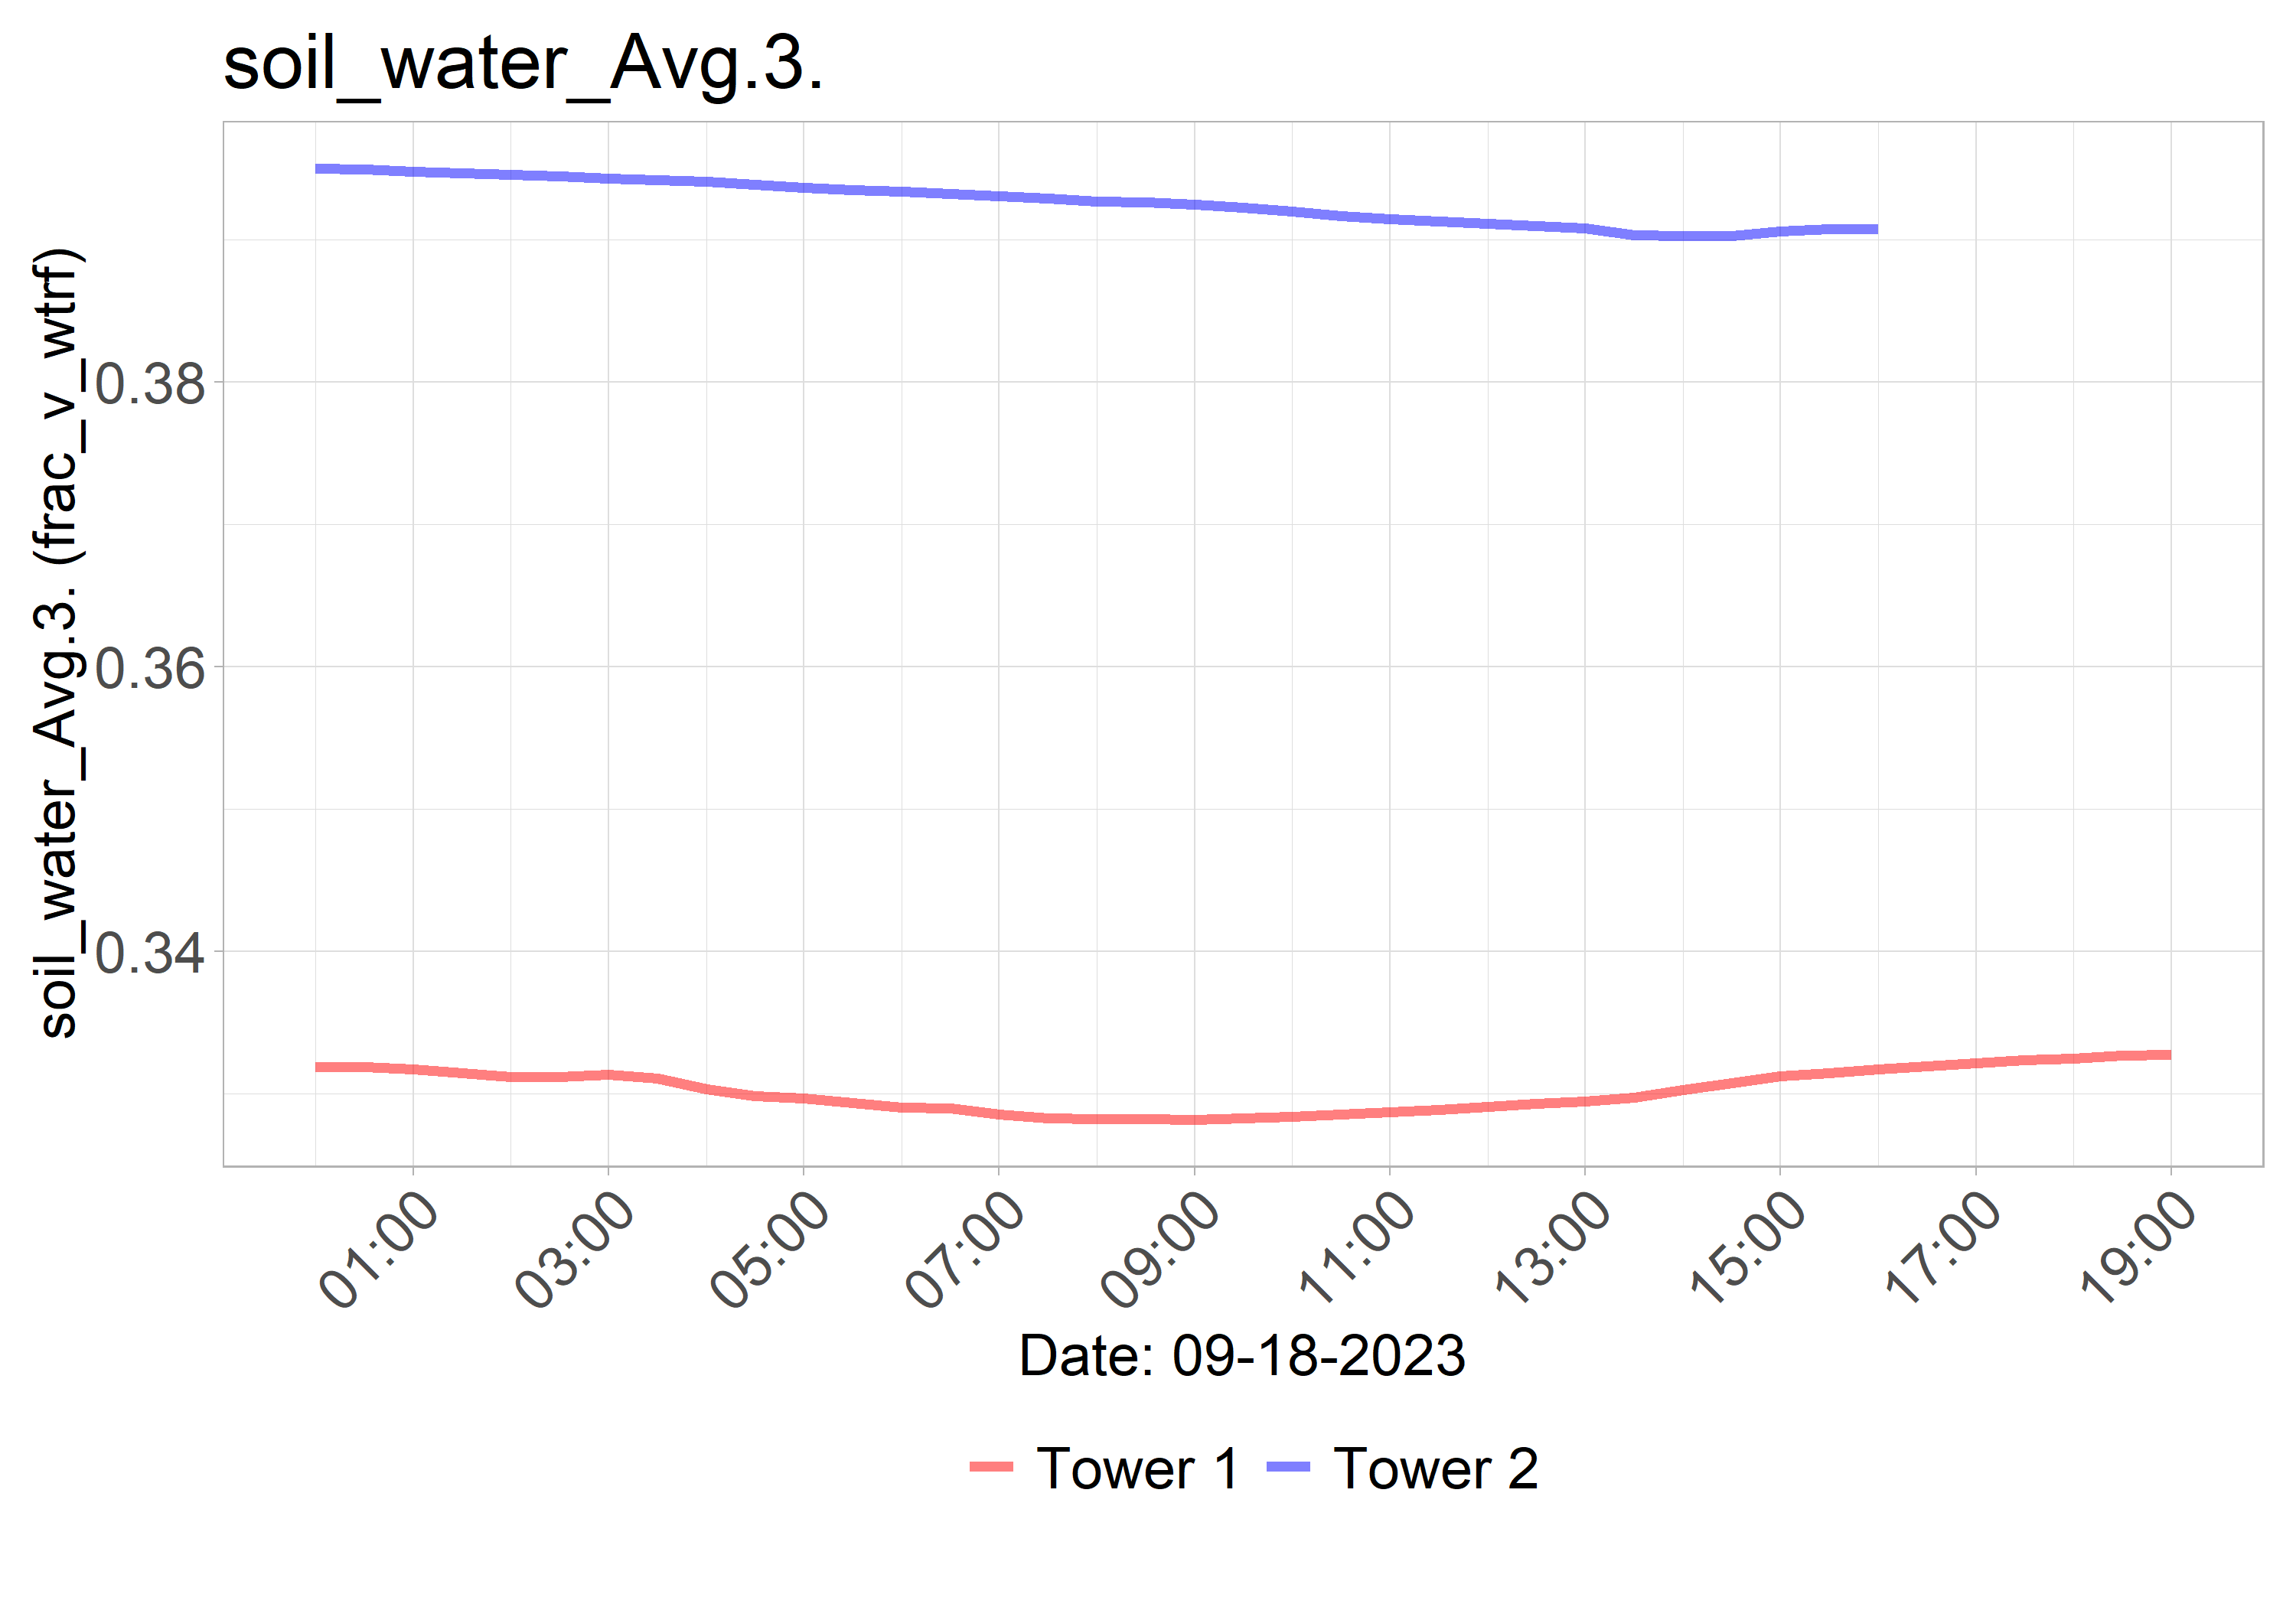 soil_water_Avg.3.
soil_water_Avg.3. (frac_v_wtrf)
0.38
0.36
0.34
01:00
03:00
05:00
07:00
09:00
11:00
13:00
15:00
17:00
19:00
Date: 09-18-2023
Tower 1
Tower 2